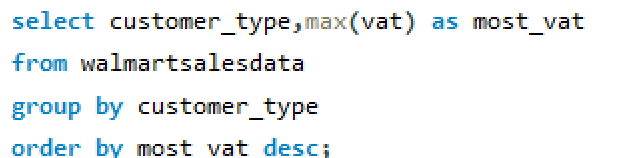 select customer_type,max(vat) as most_vat
from walmartsalesdata
group by customer_type
order by most_vat desc;